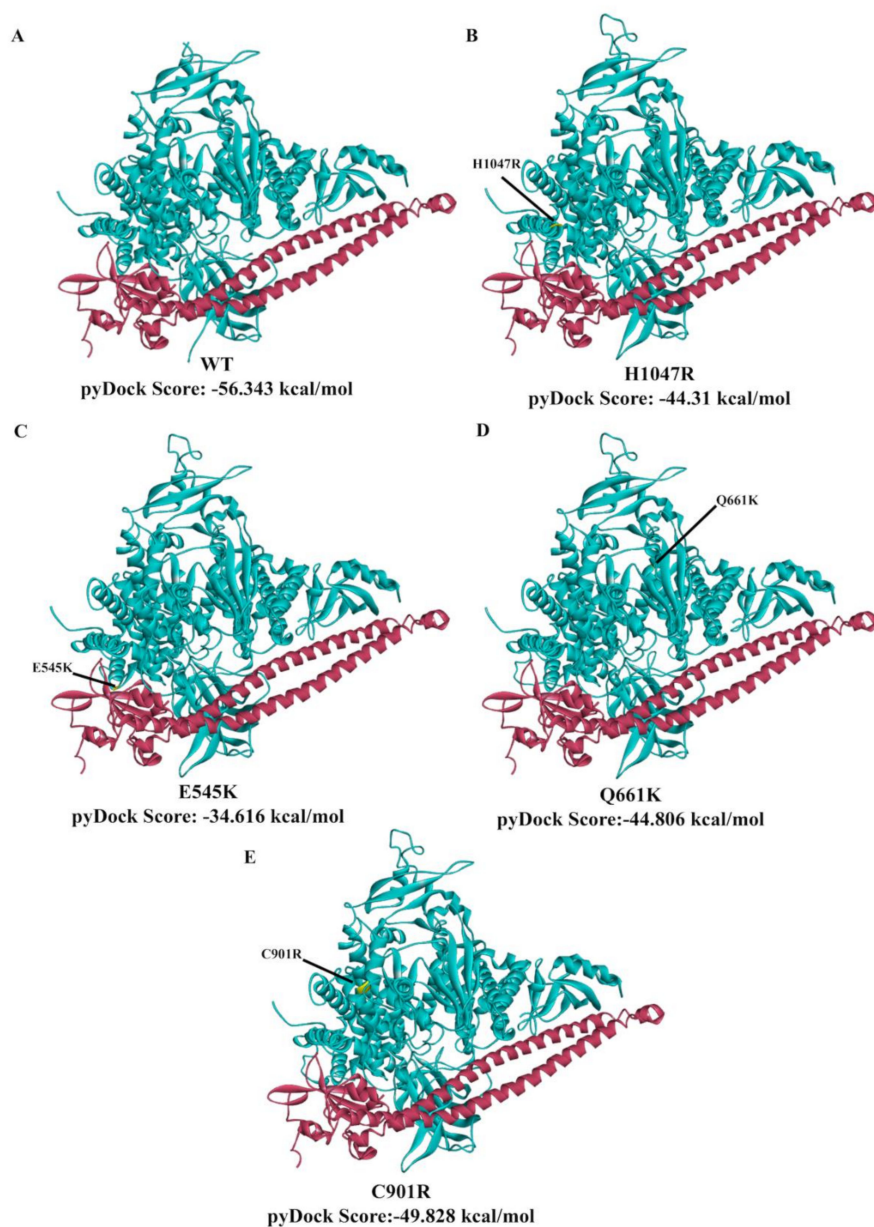 A
B
H1047R
WT
pyDock Score: -56.343 kcal/mol
H1047R
pyDock Score: -44.31 kcal/mol
C
D
Q661K
E545K
E545K
pyDock Score: -34.616 kcal/mol
Q661K
pyDock Score:-44.806 kcal/mol
E
C901R
C901R
pyDock Score:-49.828 kcal/mol